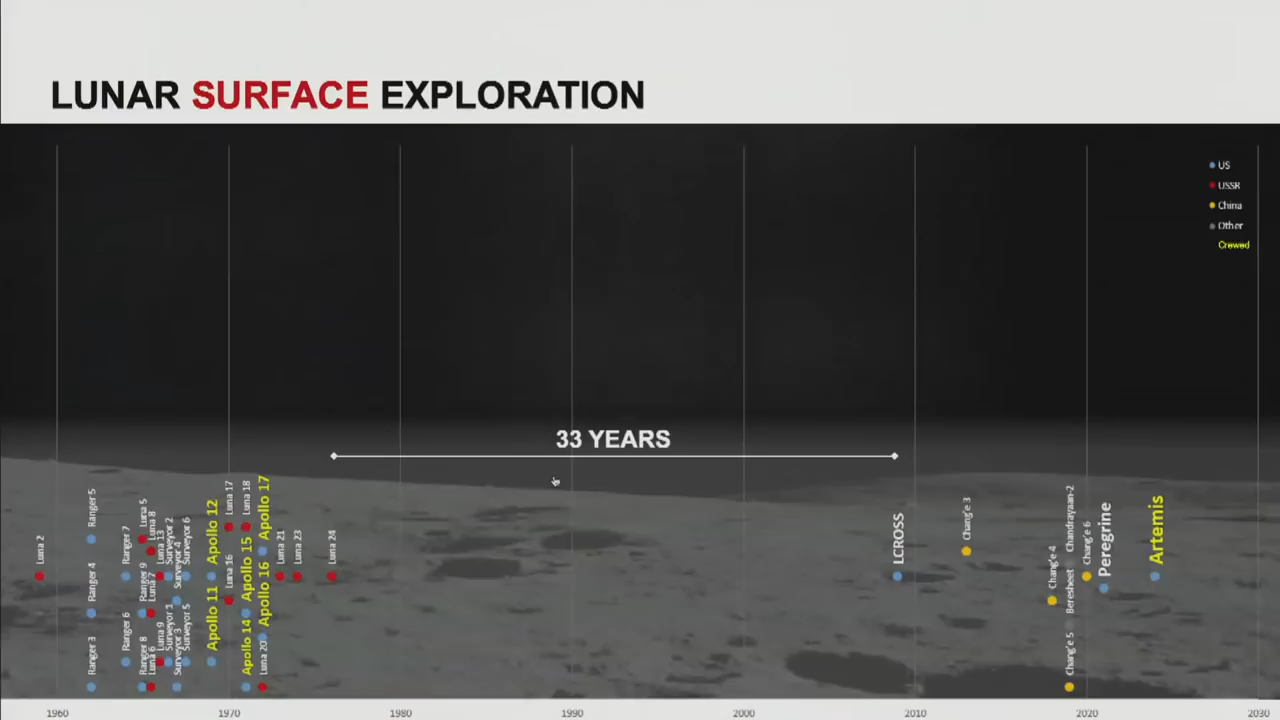 LUNAR SURFACE EXPLORATION
US
USSR
China
Other
Crewed
33 YEARS
Luna 2
Ranger 5
Ranger 4
Ranger 3
Ranger 7
Ranger 6
Luna 5
Ranger 9
Ranger 8
Luna 8
Luna 7
Luna 6
Luna 13
Luna 9
Surveyor 2
Surveyor 1
Surveyor 4
Surveyor 3
Surveyor 6
Surveyor 5
Apollo 12
Apollo 11
Luna 17
Luna 16
Luna 18
Apollo 15
Apollo 14
Apollo 17
Apollo 16
Luna 20
Luna 21
Luna 23
Luna 24
LCROSS
Chang'e 3
Chang'e 4
Chandrayaan-2
Beresheet
Chang'e 5
Chang'e 6
Peregrine
Artemis
1960 1970 1980 1990 2000 2010 2020 2030